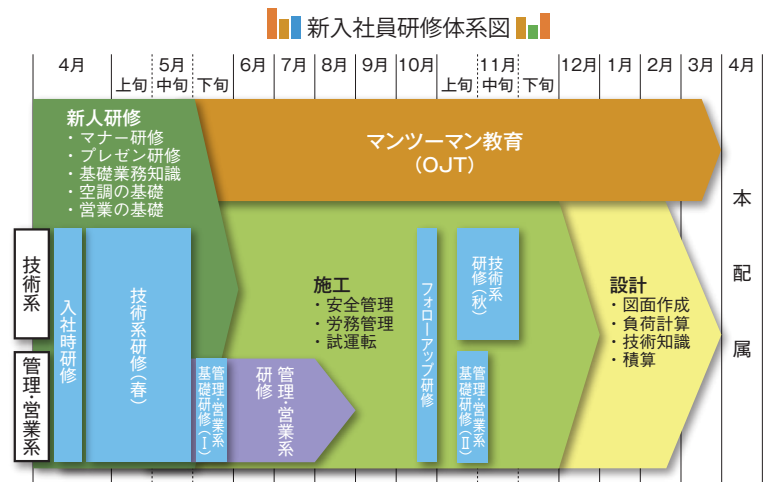 新入社員研修体系図
4月
5月
6月
7月
8月
9月
10月
11月
12月
1月
2月
3月
4月
上旬
中旬
下旬
上旬
中旬
下旬
新人研修
・マナー研修
・プレゼン研修
・基礎業務知識
・空調の基礎
・営業の基礎
マンツーマン教育
(OJT)
本配属
技術系
管理・営業系
入社時研修
技術系研修(春)
管理・営業系
基礎研修(Ⅰ)
管理・営業系
研修
施工
・安全管理
・労務管理
・試運転
フォローアップ研修
技術系
研修(秋)
管理・営業系
基礎研修(Ⅱ)
設計
・図面作成
・負荷計算
・技術知識
・積算